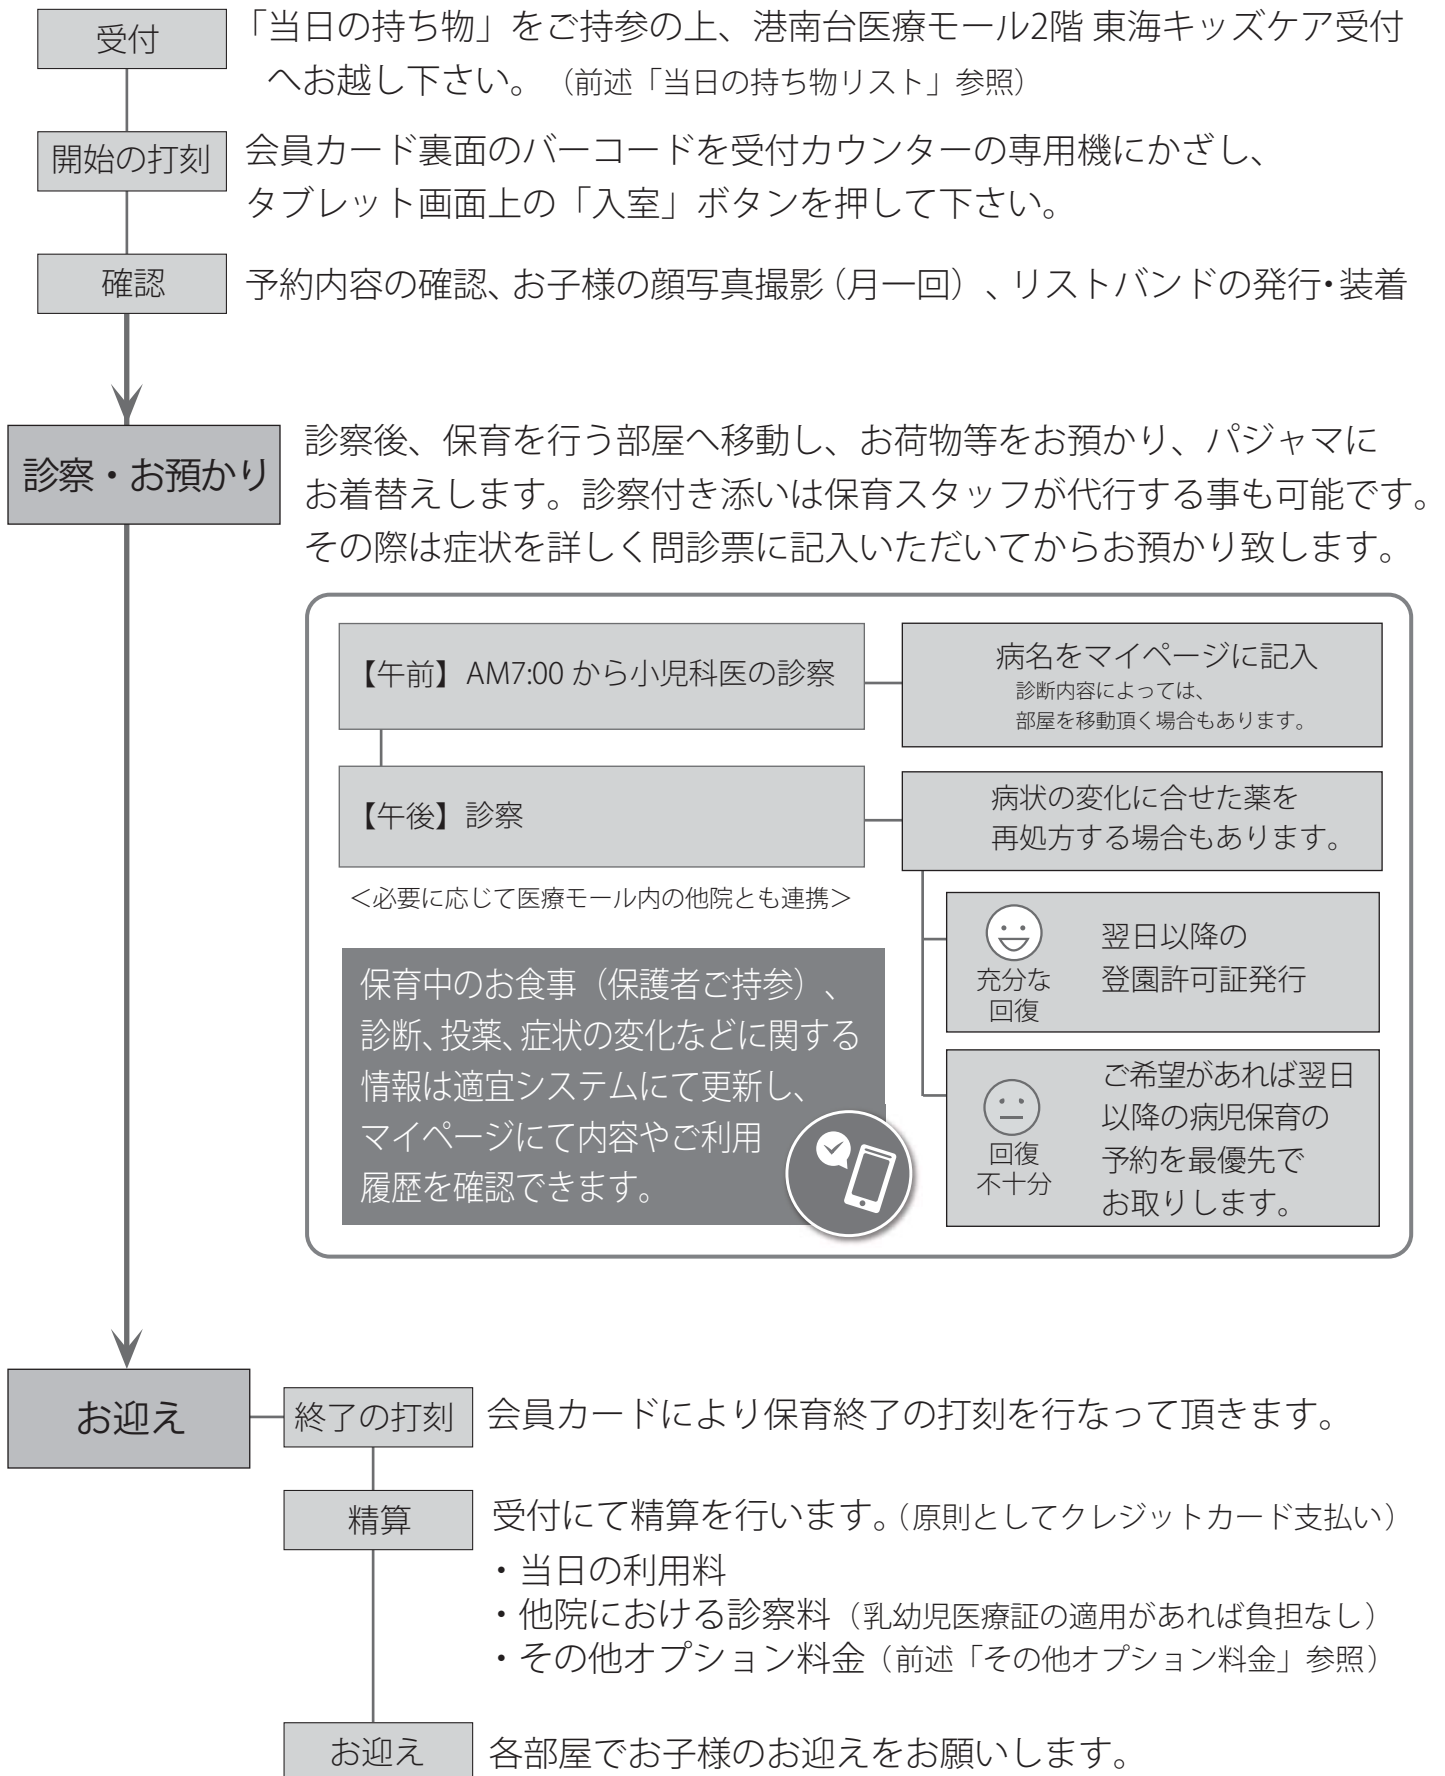 受付
「当日の持ち物」をご持参の上、港南台医療モール2階 東海キッズケア受付
へお越し下さい。（前述「当日の持ち物リスト」参照）
開始の打刻
会員カード裏面のバーコードを受付カウンターの専用機にかざし、
タブレット画面上の「入室」ボタンを押して下さい。
確認
予約内容の確認、お子様の顔写真撮影（月一回）、リストバンドの発行・装着
診察・お預かり
診察後、保育を行う部屋へ移動し、お荷物等をお預かり、パジャマに
お着替えします。診察付き添いは保育スタッフが代行する事も可能です。
その際は症状を詳しく問診票に記入いただいてからお預かり致します。
【午前】AM7:00 から小児科医の診察
病名をマイページに記入
診断内容によっては、
部屋を移動頂く場合もあります。
【午後】診察
病状の変化に合せた薬を
再処方する場合もあります。
＜必要に応じて医療モール内の他院とも連携＞
充分な
回復
翌日以降の
登園許可証発行
回復
不十分
ご希望があれば翌日
以降の病児保育の
予約を最優先で
お取りします。
保育中のお食事（保護者ご持参）、
診断、投薬、症状の変化などに関する
情報は適宜システムにて更新し、
マイページにて内容やご利用
履歴を確認できます。
お迎え
終了の打刻
会員カードにより保育終了の打刻を行なって頂きます。
精算
受付にて精算を行います。（原則としてクレジットカード支払い）
・当日の利用料
・他院における診察料（乳幼児医療証の適用があれば負担なし）
・その他オプション料金（前述「その他オプション料金」参照）
お迎え
各部屋でお子様のお迎えをお願いします。